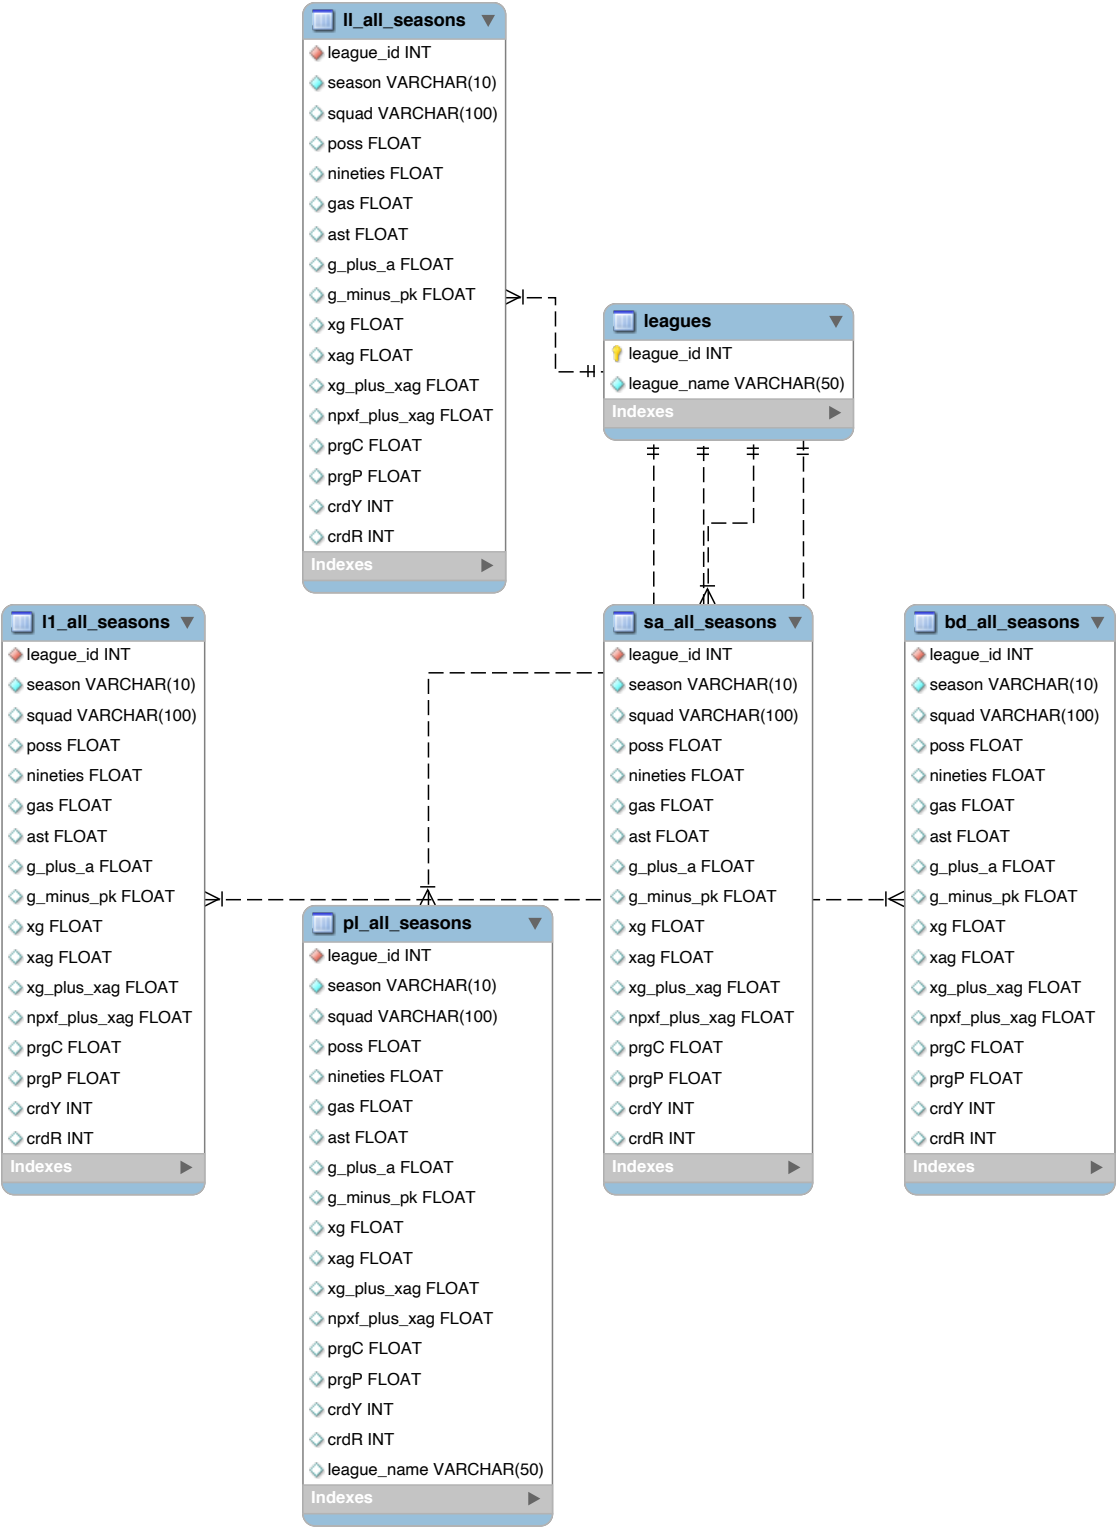 ll_all_seasons
league_id INT
season VARCHAR(10)
squad VARCHAR(100)
poss FLOAT
nineties FLOAT
gas FLOAT
ast FLOAT
g_plus_a FLOAT
g_minus_pk FLOAT
xg FLOAT
xag FLOAT
xg_plus_xag FLOAT
npxf_plus_xag FLOAT
prgC FLOAT
prgP FLOAT
crdY INT
crdR INT
Indexes
leagues
league_id INT
league_name VARCHAR(50)
Indexes
l1_all_seasons
league_id INT
season VARCHAR(10)
squad VARCHAR(100)
poss FLOAT
nineties FLOAT
gas FLOAT
ast FLOAT
g_plus_a FLOAT
g_minus_pk FLOAT
xg FLOAT
xag FLOAT
xg_plus_xag FLOAT
npxf_plus_xag FLOAT
prgC FLOAT
prgP FLOAT
crdY INT
crdR INT
Indexes
pl_all_seasons
league_id INT
season VARCHAR(10)
squad VARCHAR(100)
poss FLOAT
nineties FLOAT
gas FLOAT
ast FLOAT
g_plus_a FLOAT
g_minus_pk FLOAT
xg FLOAT
xag FLOAT
xg_plus_xag FLOAT
npxf_plus_xag FLOAT
prgC FLOAT
prgP FLOAT
crdY INT
crdR INT
league_name VARCHAR(50)
Indexes
sa_all_seasons
league_id INT
season VARCHAR(10)
squad VARCHAR(100)
poss FLOAT
nineties FLOAT
gas FLOAT
ast FLOAT
g_plus_a FLOAT
g_minus_pk FLOAT
xg FLOAT
xag FLOAT
xg_plus_xag FLOAT
npxf_plus_xag FLOAT
prgC FLOAT
prgP FLOAT
crdY INT
crdR INT
Indexes
bd_all_seasons
league_id INT
season VARCHAR(10)
squad VARCHAR(100)
poss FLOAT
nineties FLOAT
gas FLOAT
ast FLOAT
g_plus_a FLOAT
g_minus_pk FLOAT
xg FLOAT
xag FLOAT
xg_plus_xag FLOAT
npxf_plus_xag FLOAT
prgC FLOAT
prgP FLOAT
crdY INT
crdR INT
Indexes